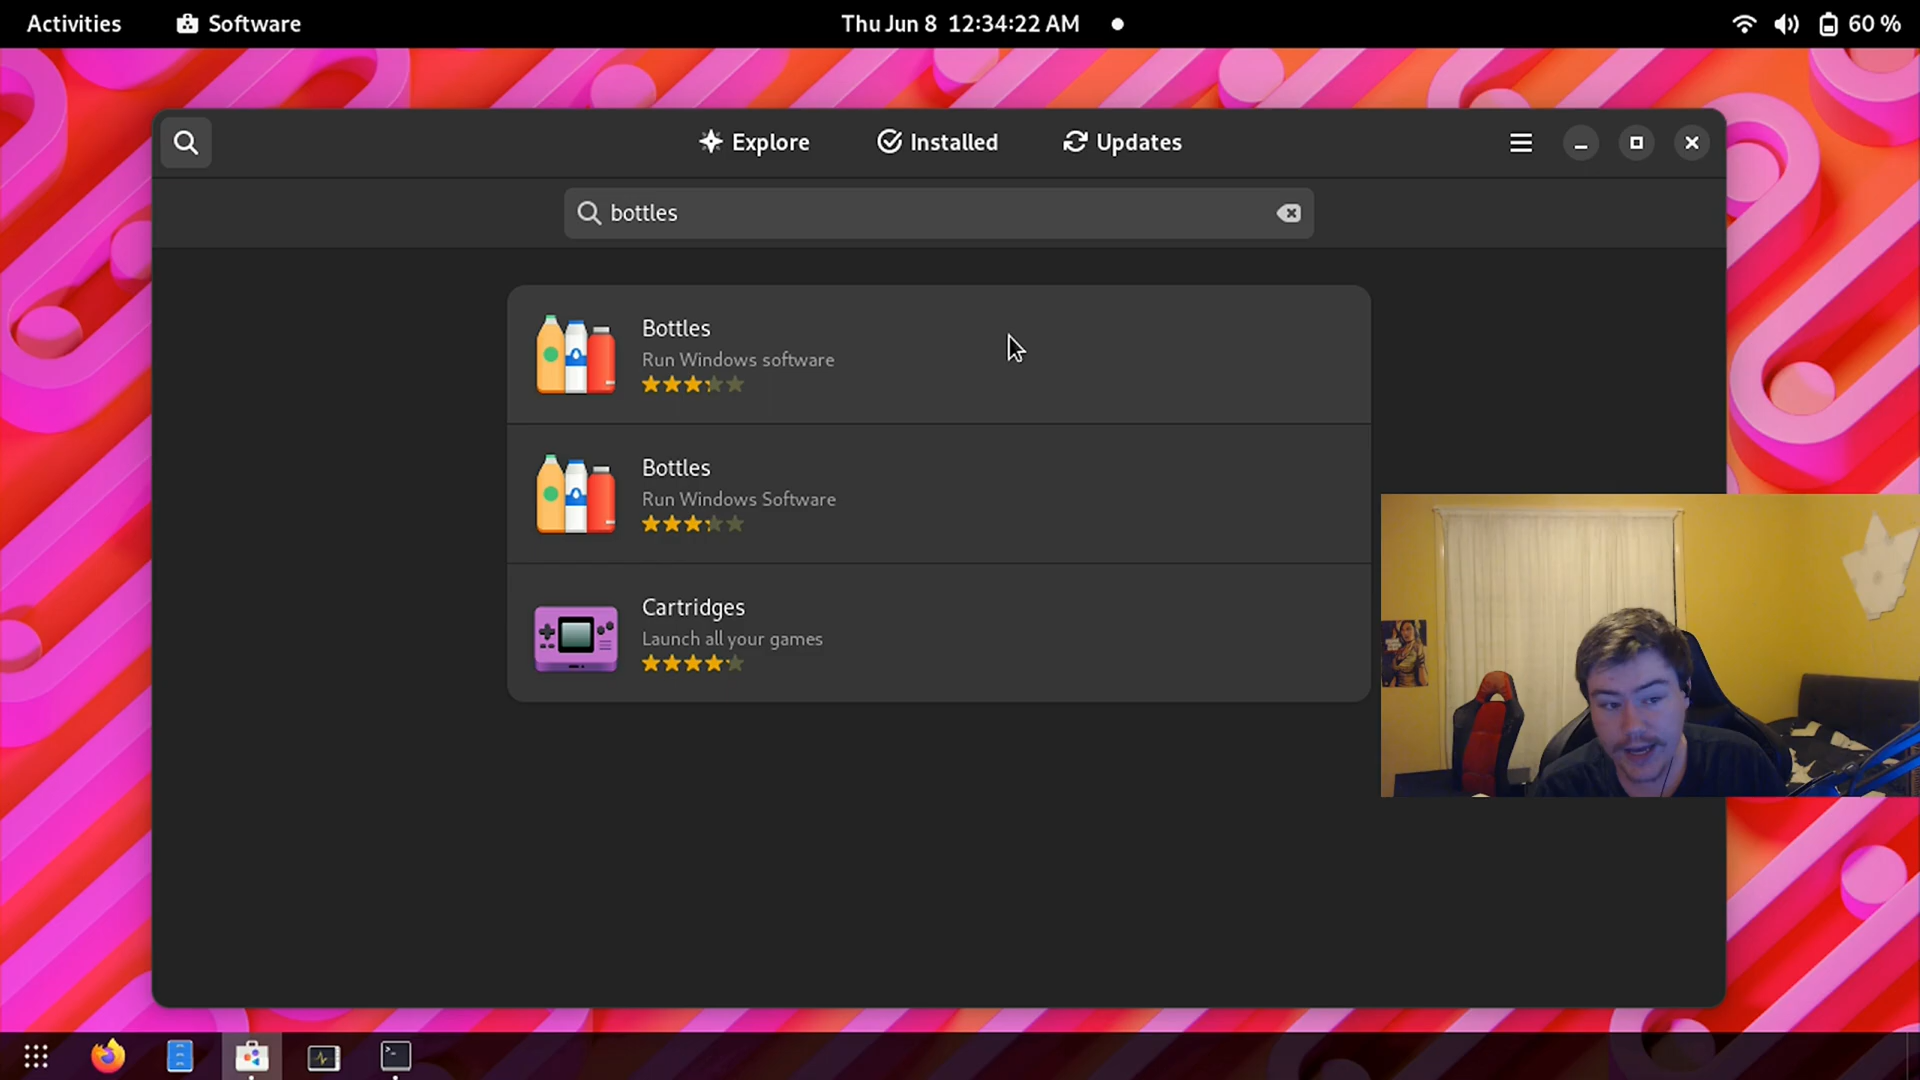 Activities
Software
Thu Jun 8 12:34:22 AM
60 %
Explore
Installed
Updates
bottles
Bottles
Run Windows software
Bottles
Run Windows Software
Cartridges
Launch all your games